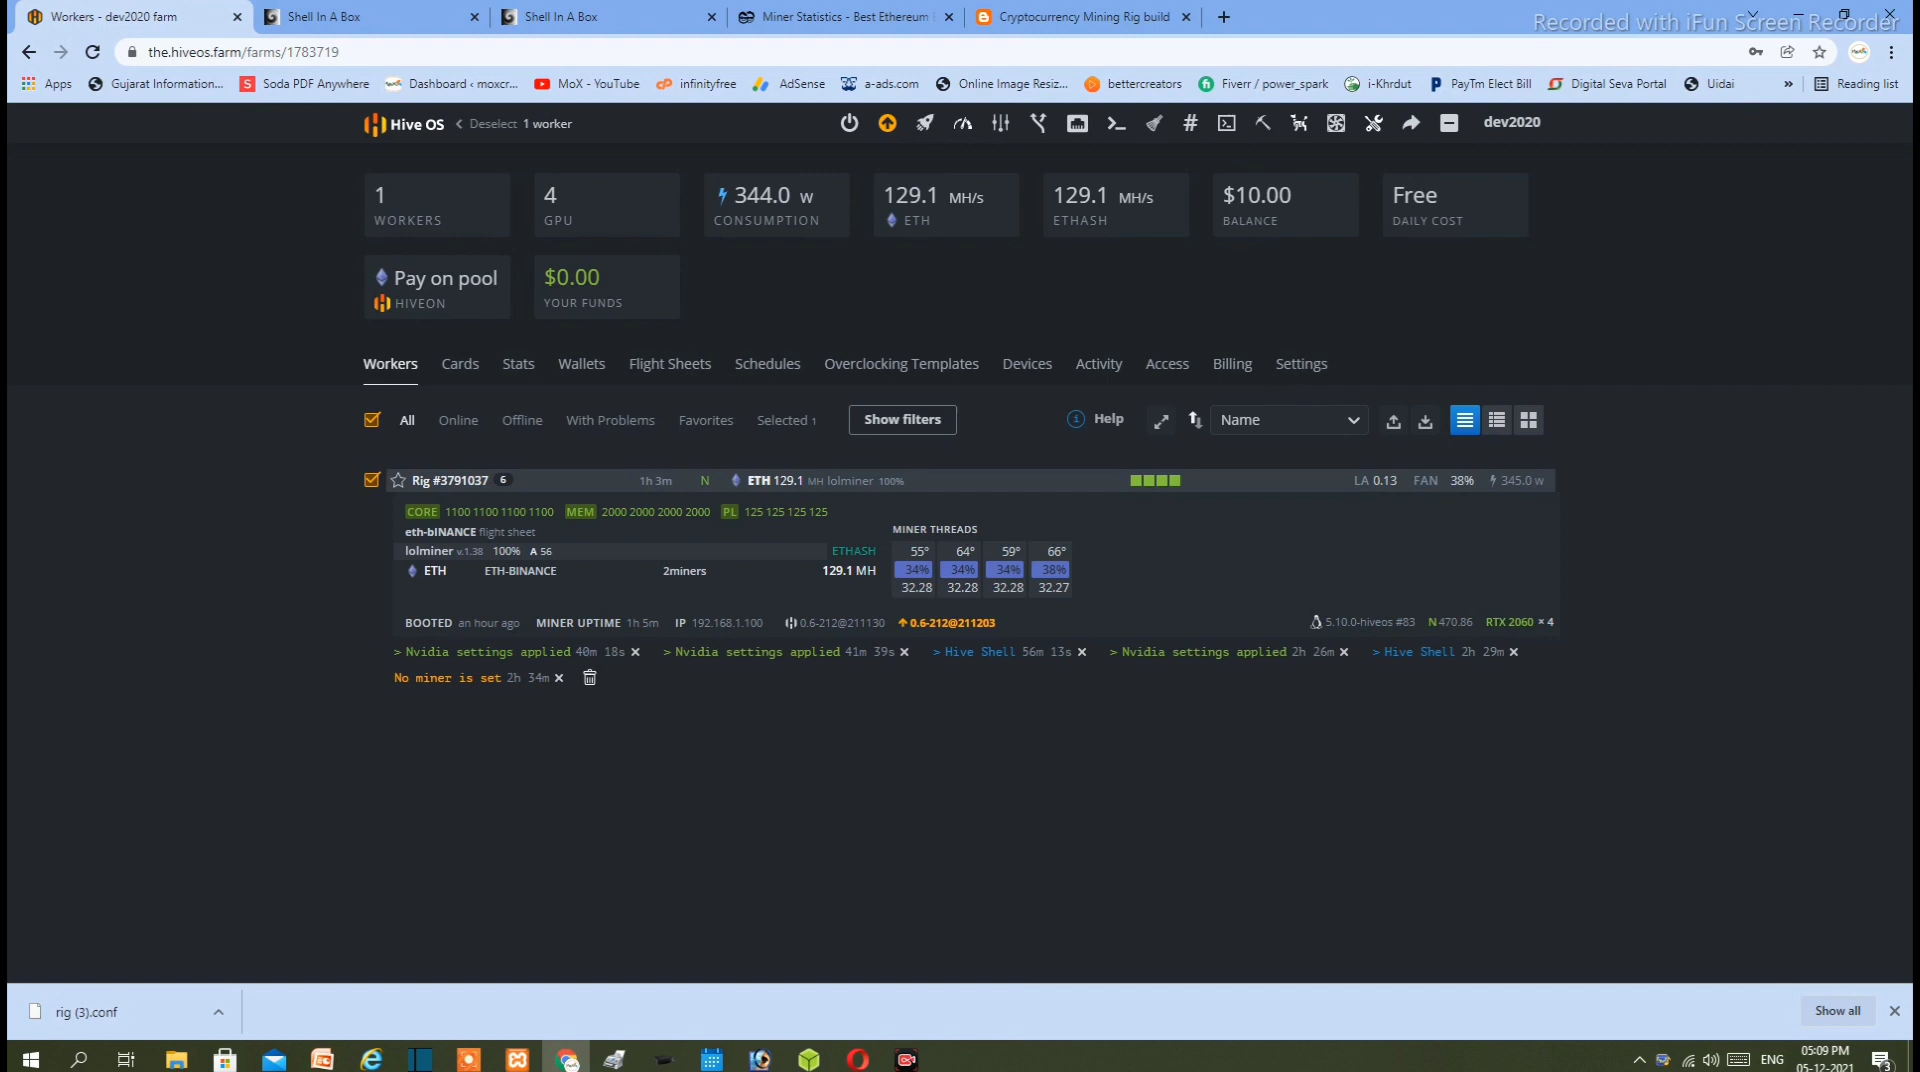 Workers - dev2020 farm
Shell In A Box
Shell In A Box
Miner Statistics - Best Ethereum
Cryptocurrency Mining Rig build
Recorded with iFun Screen Recorder
the.hiveos.farm/farms/1783719
Apps
Gujarat Information...
Soda PDF Anywhere
Dashboard ‹ moxcr...
MoX - YouTube
infinityfree
AdSense
a-ads.com
Online Image Resiz...
bettercreators
Fiverr / power_spark
i-Khrdut
PayTm Elect Bill
Digital Seva Portal
Uidai
»
Reading list
Hive OS
Deselect 1 worker
dev2020
1
WORKERS
4
GPU
344.0 W
CONSUMPTION
129.1 MH/s
ETH
129.1 MH/s
ETHASH
$10.00
BALANCE
Free
DAILY COST
Pay on pool
HIVEON
$0.00
YOUR FUNDS
Workers Cards Stats Wallets Flight Sheets Schedules Overclocking Templates Devices Activity Access Billing Settings
All Online Offline With Problems Favorites Selected 1 Show filters Help Name
Rig #3791037 6 1h 3m N ETH 129.1 MH lolminer 100% LA 0.13 FAN 38% 345.0 W
CORE 1100 1100 1100 1100 MEM 2000 2000 2000 2000 PL 125 125 125 125
eth-bINANCE flight sheet
MINER THREADS
lolminer v.1.38 100% A 56 ETHASH
55° 64° 59° 66°
ETH ETH-BINANCE 2miners 129.1 MH
34% 34% 34% 38%
32.28 32.28 32.28 32.27
BOOTED an hour ago MINER UPTIME 1h 5m IP 192.168.1.100 0.6-212@211130 0.6-212@211203 5.10.0-hiveos #83 N 470.86 RTX 2060 × 4
> Nvidia settings applied 40m 18s > Nvidia settings applied 41m 39s > Hive Shell 56m 13s > Nvidia settings applied 2h 26m > Hive Shell 2h 29m
No miner is set 2h 34m
rig (3).conf
Show all
ENG
05:09 PM
05-12-2021
3